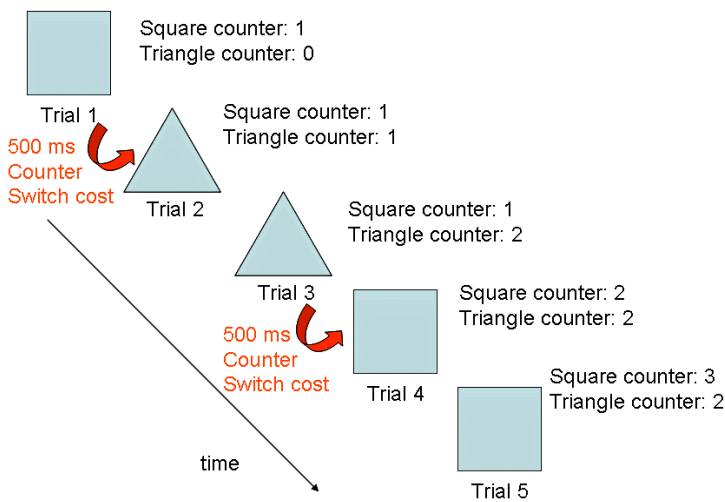 Square counter: 1
Triangle counter: 0
Trial 1
500 ms
Counter
Switch cost
Square counter: 1
Triangle counter: 1
Trial 2
Square counter: 1
Triangle counter: 2
Trial 3
500 ms
Counter
Switch cost
Square counter: 2
Triangle counter: 2
Trial 4
Square counter: 3
Triangle counter: 2
Trial 5
time